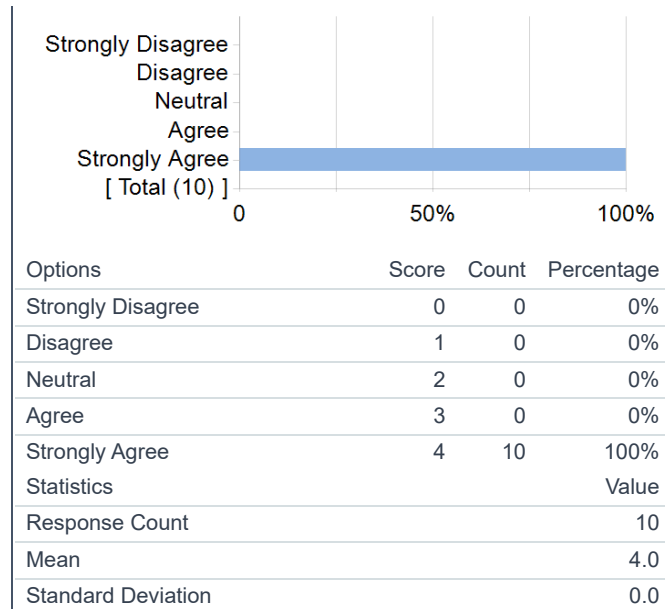 Strongly Disagree
Disagree
Neutral
Agree
Strongly Agree
[ Total (10) ]
0 50% 100%
Options Score Count Percentage
Strongly Disagree 0 0 0%
Disagree 1 0 0%
Neutral 2 0 0%
Agree 3 0 0%
Strongly Agree 4 10 100%
Statistics Value
Response Count 10
Mean 4.0
Standard Deviation 0.0